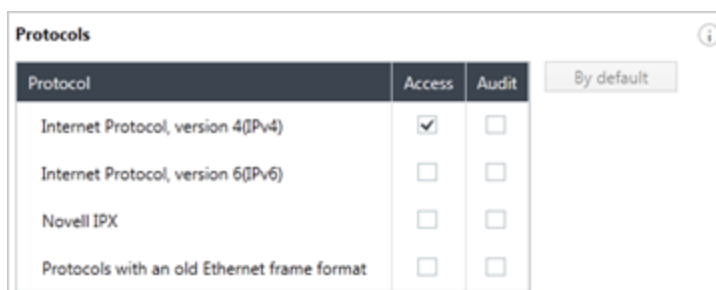 Protocols
Protocol Access Audit By default
Internet Protocol, version 4(IPv4)
Internet Protocol, version 6(IPv6)
Novell IPX
Protocols with an old Ethernet frame format